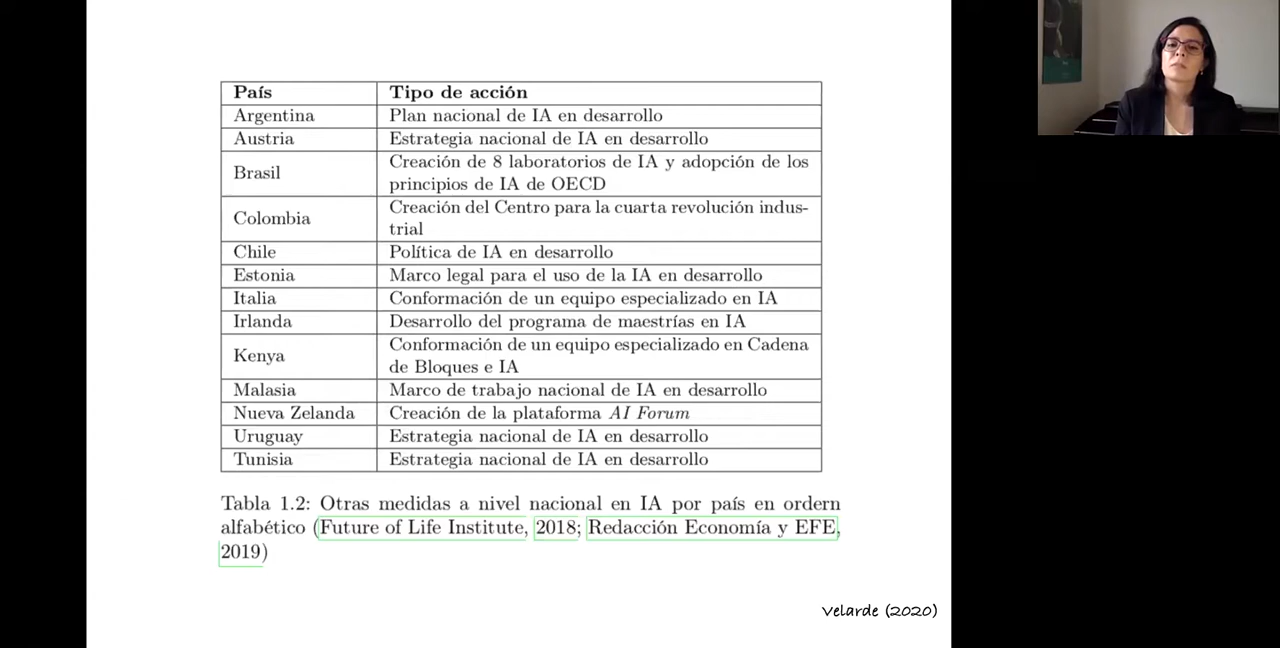 País Tipo de acción
Argentina Plan nacional de IA en desarrollo
Austria Estrategia nacional de IA en desarrollo
Brasil Creación de 8 laboratorios de IA y adopción de los
principios de IA de OECD
Colombia Creación del Centro para la cuarta revolución indus-
trial
Chile Política de IA en desarrollo
Estonia Marco legal para el uso de la IA en desarrollo
Italia Conformación de un equipo especializado en IA
Irlanda Desarrollo del programa de maestrías en IA
Kenya Conformación de un equipo especializado en Cadena
de Bloques e IA
Malasia Marco de trabajo nacional de IA en desarrollo
Nueva Zelanda Creación de la plataforma AI Forum
Uruguay Estrategia nacional de IA en desarrollo
Tunisia Estrategia nacional de IA en desarrollo
Tabla 1.2: Otras medidas a nivel nacional en IA por país en ordern
alfabético (Future of Life Institute, 2018; Redacción Economía y EFE,
2019)
Velarde (2020)